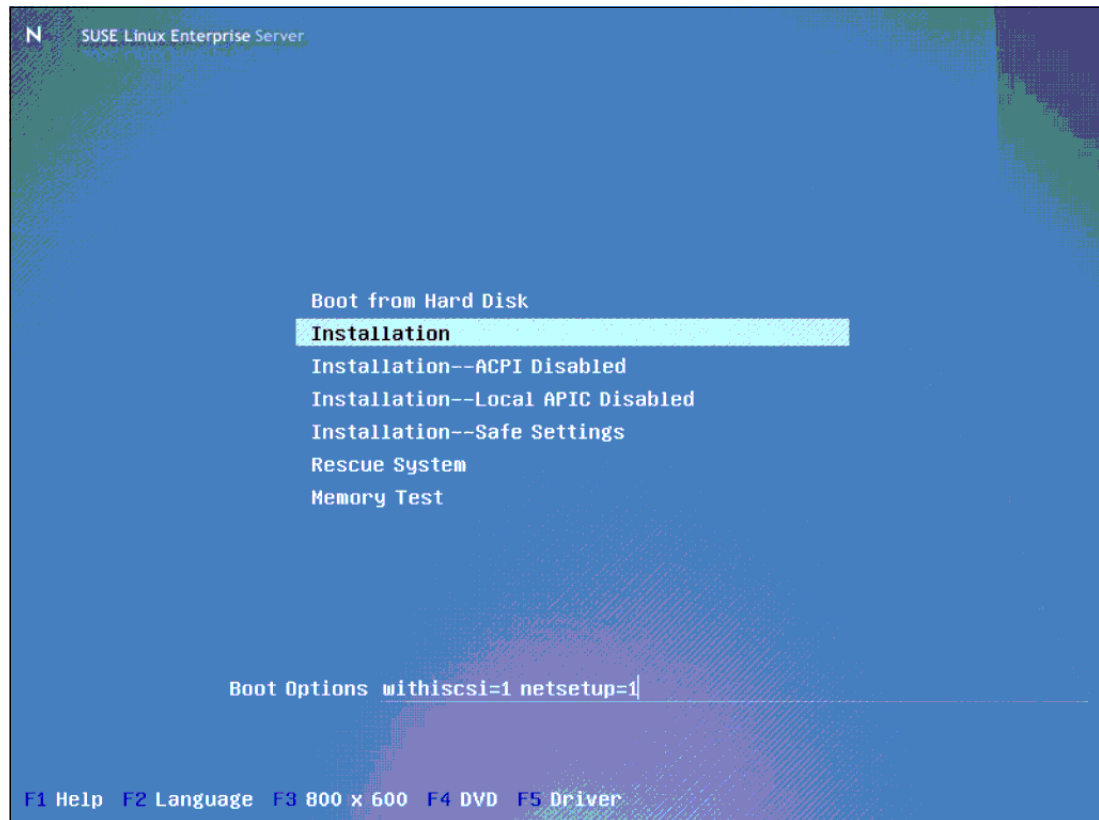 N SUSE Linux Enterprise Server
Boot from Hard Disk
Installation
Installation--ACPI Disabled
Installation--Local APIC Disabled
Installation--Safe Settings
Rescue System
Memory Test
Boot Options withiscsi=1 netsetup=1
F1 Help F2 Language F3 800 x 600 F4 DVD F5 Driver